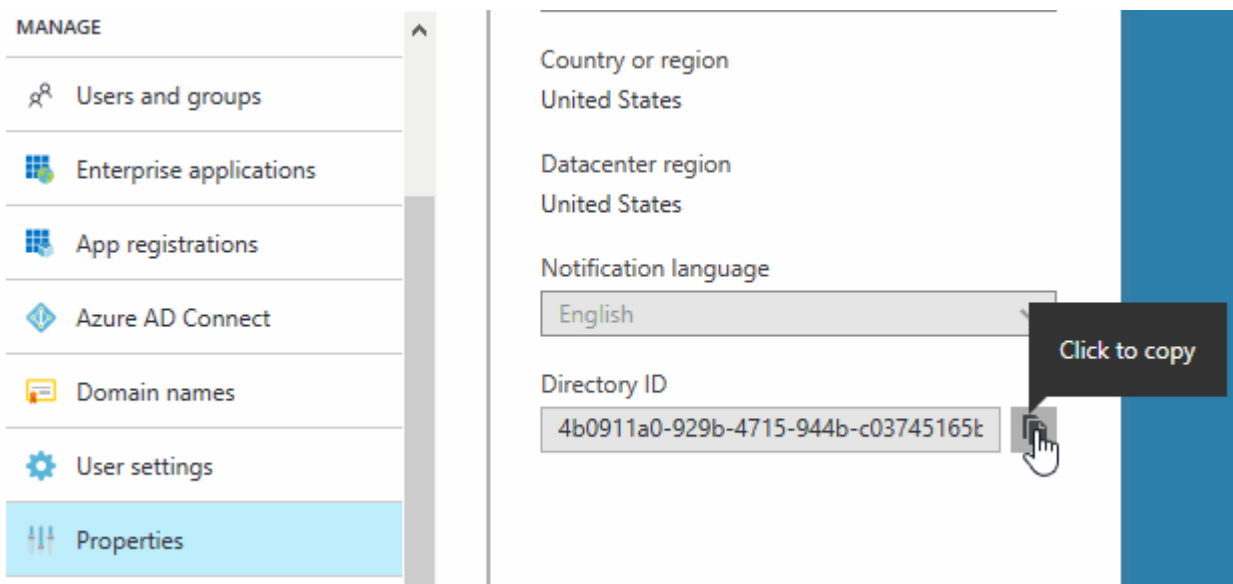 MANAGE
Users and groups
Enterprise applications
App registrations
Azure AD Connect
Domain names
User settings
Properties
Country or region
United States
Datacenter region
United States
Notification language
English
Click to copy
Directory ID
4b0911a0-929b-4715-944b-c03745165